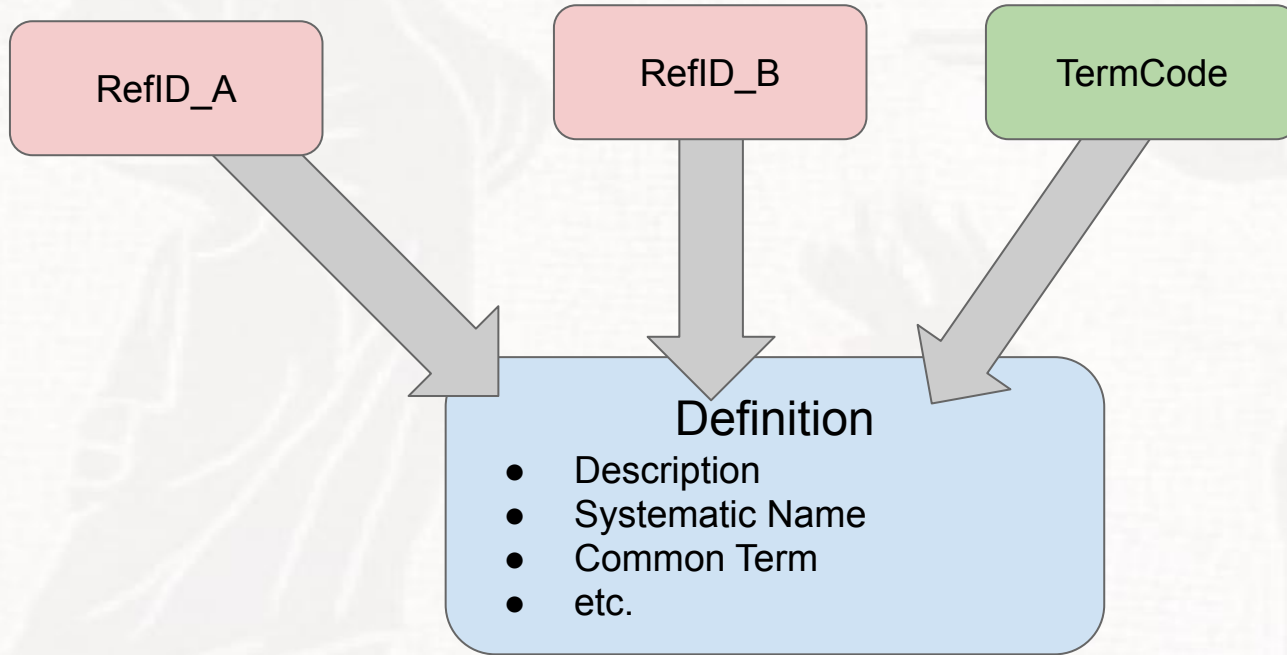 RefID_A
RefID_B
TermCode
Definition
● Description
● Systematic Name
● Common Term
● etc.